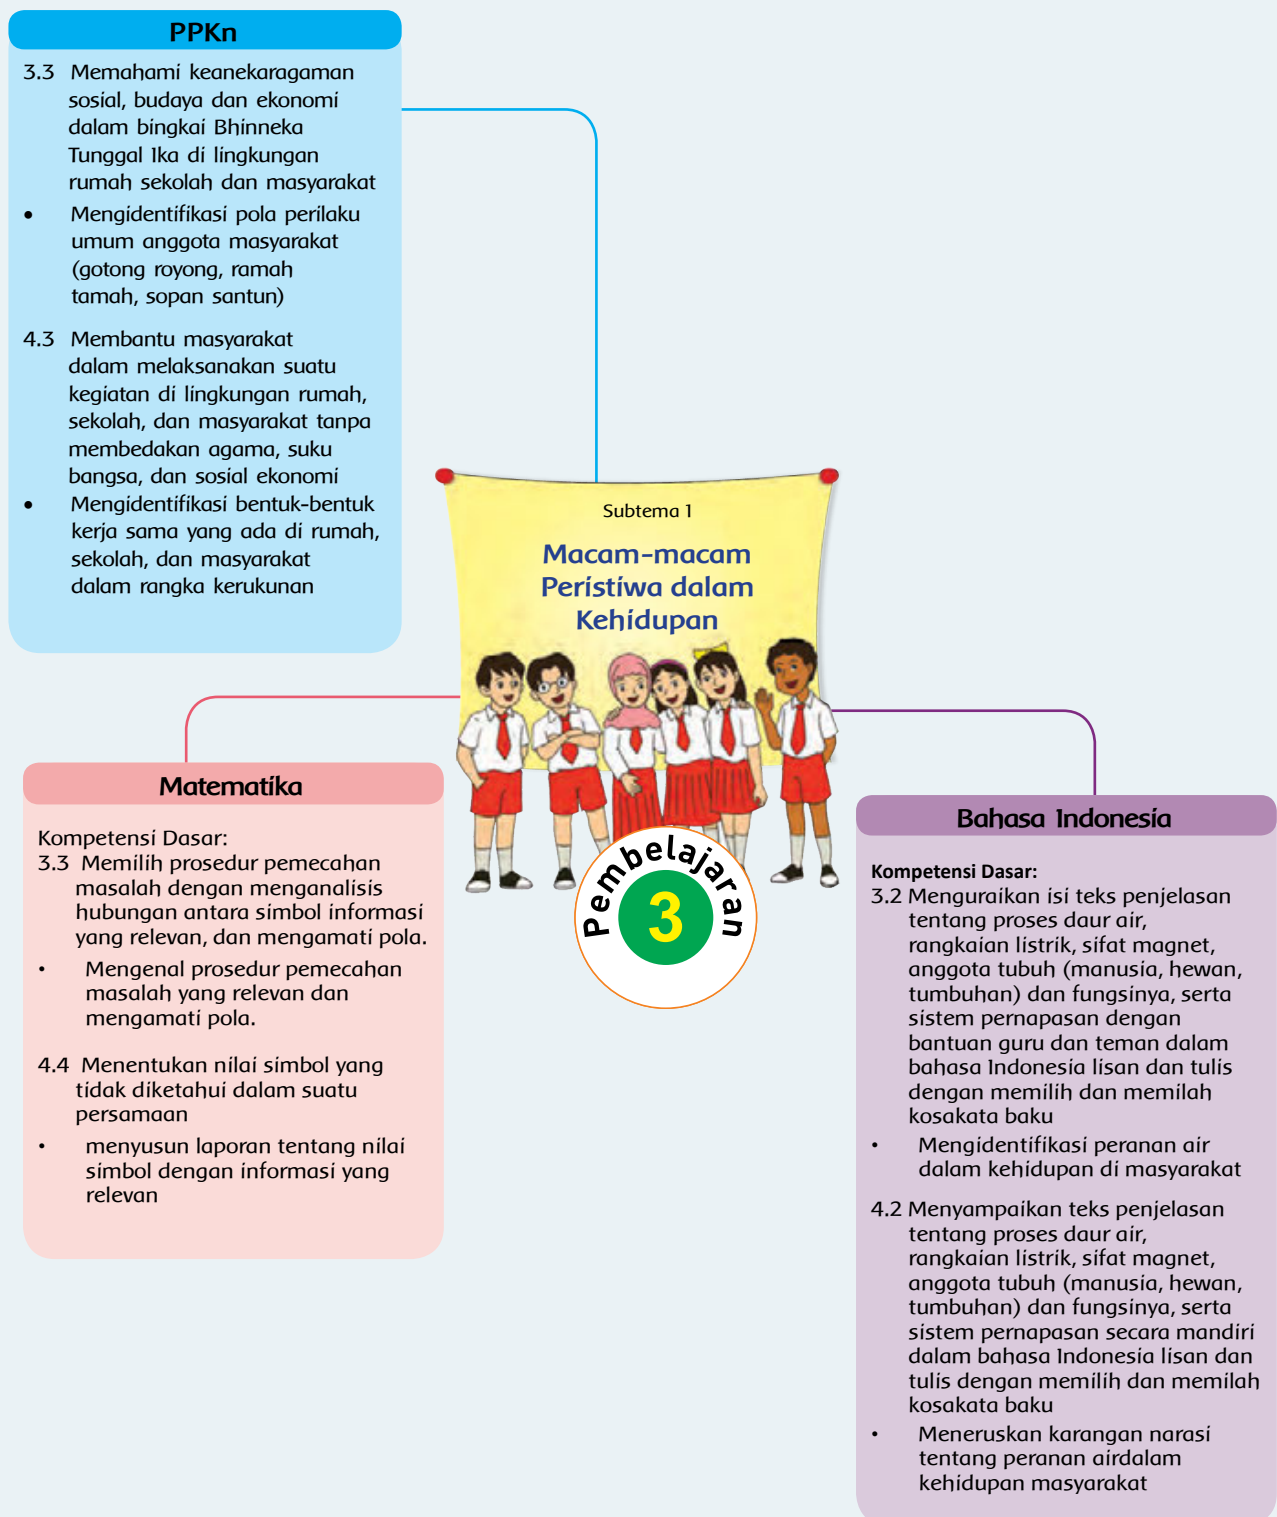 PPKn
3.3 Memahami keanekaragaman
sosial, budaya dan ekonomi
dalam bingkai Bhinneka
Tunggal Ika di lingkungan
rumah sekolah dan masyarakat
• Mengidentifikasi pola perilaku
umum anggota masyarakat
(gotong royong, ramah
tamah, sopan santun)
4.3 Membantu masyarakat
dalam melaksanakan suatu
kegiatan di lingkungan rumah,
sekolah, dan masyarakat tanpa
membedakan agama, suku
bangsa, dan sosial ekonomi
• Mengidentifikasi bentuk-bentuk
kerja sama yang ada di rumah,
sekolah, dan masyarakat
dalam rangka kerukunan
Subtema 1
Macam-macam
Peristiwa dalam
Kehidupan
Pembelajaran
3
Matematika
Kompetensi Dasar:
3.3 Memilih prosedur pemecahan
masalah dengan menganalisis
hubungan antara simbol informasi
yang relevan, dan mengamati pola.
• Mengenal prosedur pemecahan
masalah yang relevan dan
mengamati pola.
4.4 Menentukan nilai simbol yang
tidak diketahui dalam suatu
persamaan
• menyusun laporan tentang nilai
simbol dengan informasi yang
relevan
Bahasa Indonesia
Kompetensi Dasar:
3.2 Menguraikan isi teks penjelasan
tentang proses daur air,
rangkaian listrik, sifat magnet,
anggota tubuh (manusia, hewan,
tumbuhan) dan fungsinya, serta
sistem pernapasan dengan
bantuan guru dan teman dalam
bahasa Indonesia lisan dan tulis
dengan memilih dan memilah
kosakata baku
• Mengidentifikasi peranan air
dalam kehidupan di masyarakat
4.2 Menyampaikan teks penjelasan
tentang proses daur air,
rangkaian listrik, sifat magnet,
anggota tubuh (manusia, hewan,
tumbuhan) dan fungsinya, serta
sistem pernapasan secara mandiri
dalam bahasa Indonesia lisan dan
tulis dengan memilih dan memilah
kosakata baku
• Meneruskan karangan narasi
tentang peranan airdalam
kehidupan masyarakat